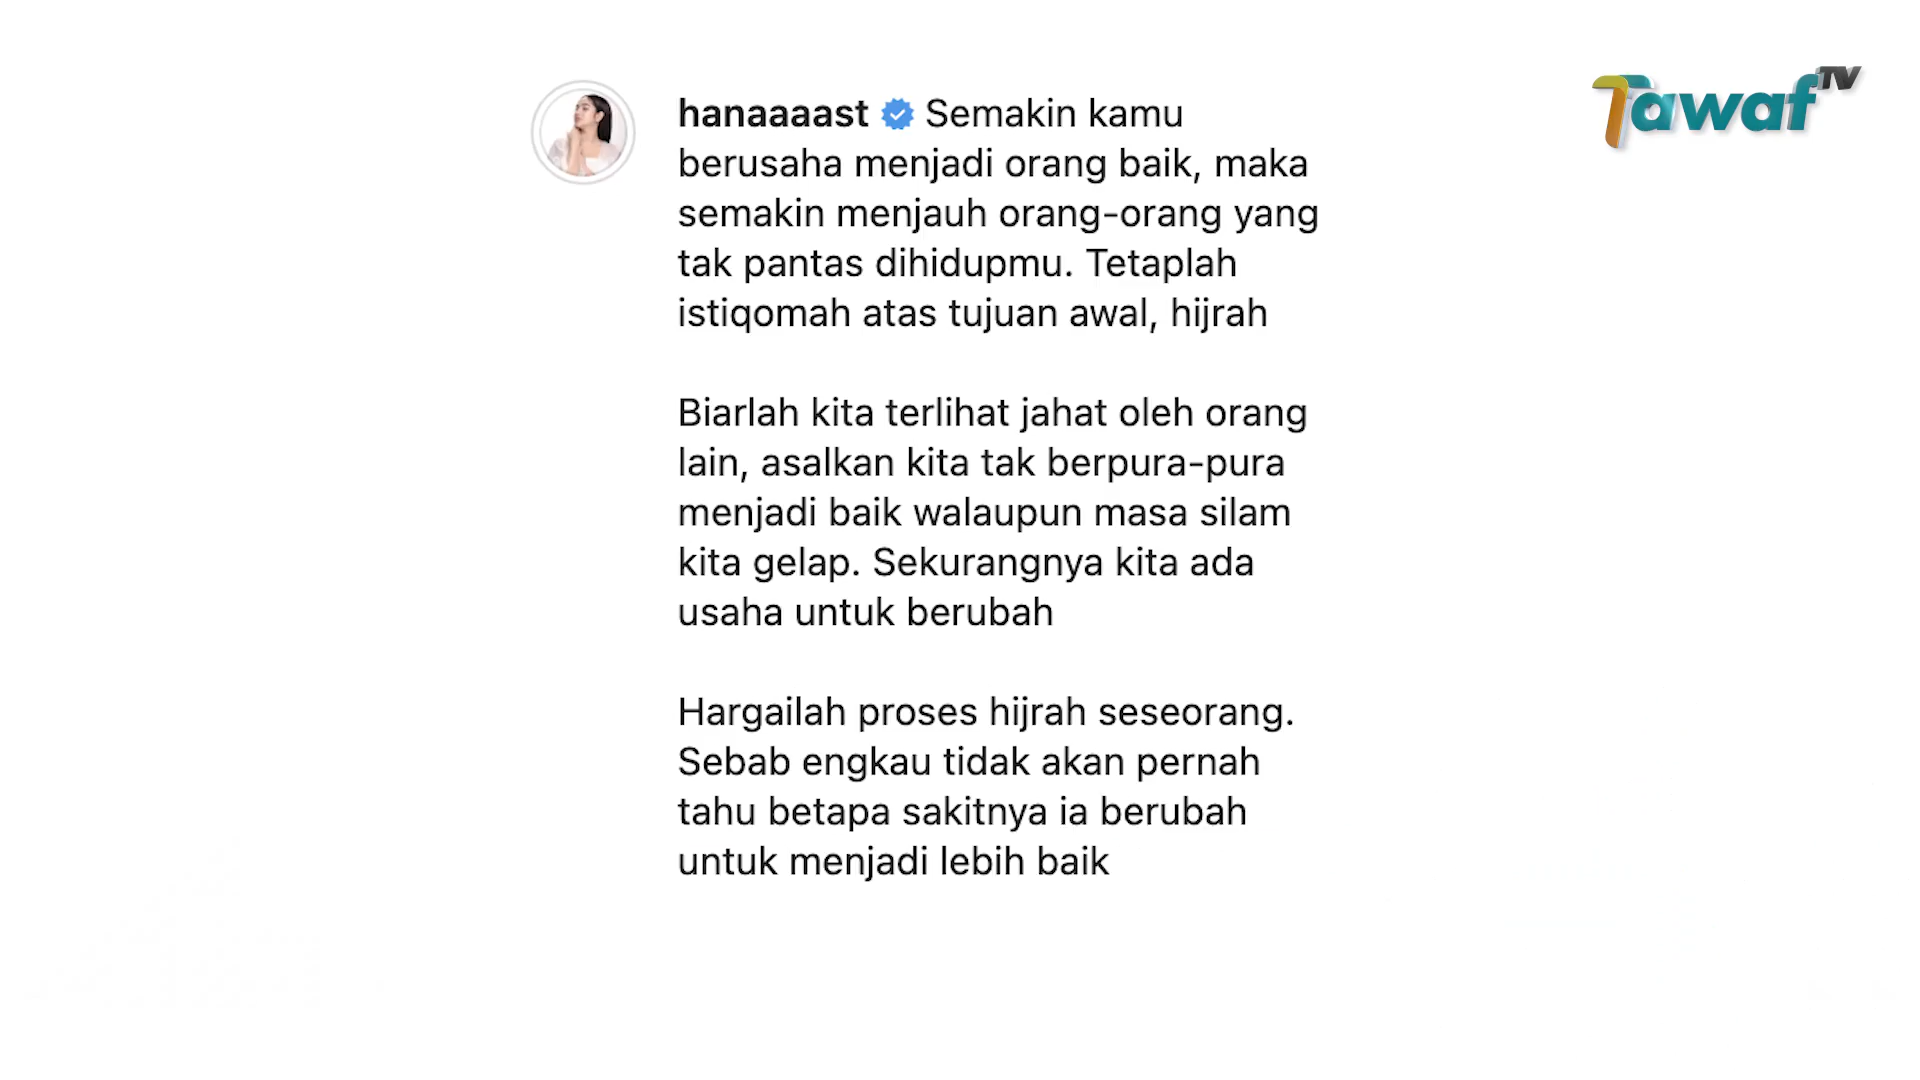 Tawaf TV
hanaaaast Semakin kamu
berusaha menjadi orang baik, maka
semakin menjauh orang-orang yang
tak pantas dihidupmu. Tetaplah
istiqomah atas tujuan awal, hijrah
Biarlah kita terlihat jahat oleh orang
lain, asalkan kita tak berpura-pura
menjadi baik walaupun masa silam
kita gelap. Sekurangnya kita ada
usaha untuk berubah
Hargailah proses hijrah seseorang.
Sebab engkau tidak akan pernah
tahu betapa sakitnya ia berubah
untuk menjadi lebih baik